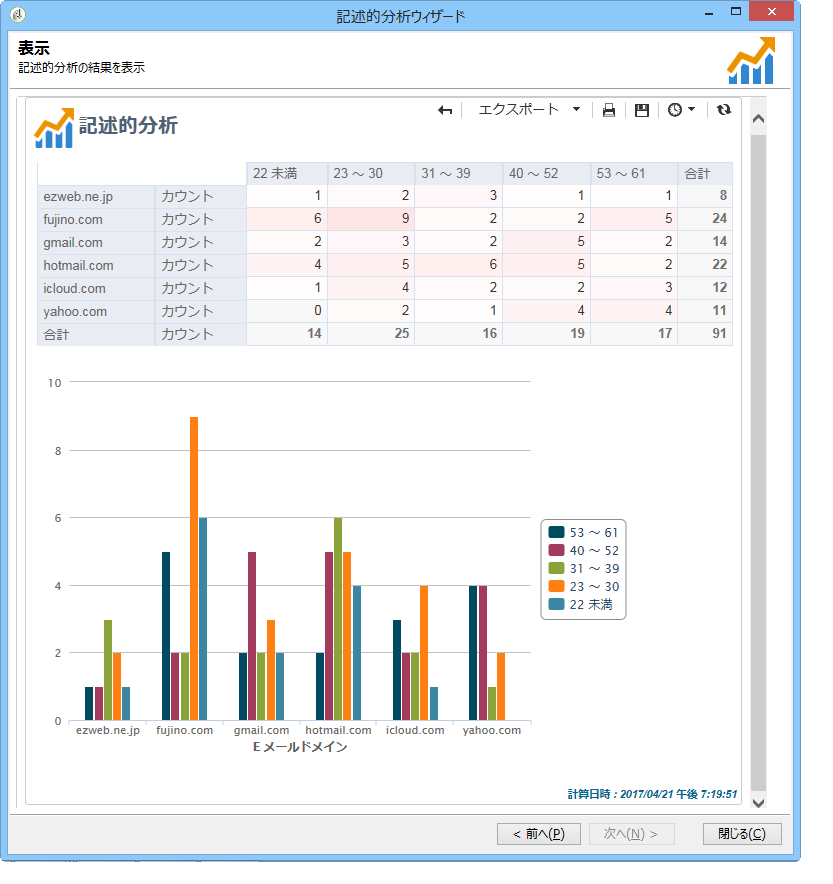 記述的分析ウィザード
表示
記述的分析の結果を表示
記述的分析
エクスポート
22 未満 23 ～ 30 31 ～ 39 40 ～ 52 53 ～ 61 合計
ezweb.ne.jp カウント 1 2 3 1 1 8
fujino.com カウント 6 9 2 2 5 24
gmail.com カウント 2 3 2 5 2 14
hotmail.com カウント 4 5 6 5 2 22
icloud.com カウント 1 4 2 2 3 12
yahoo.com カウント 0 2 1 4 4 11
合計 カウント 14 25 16 19 17 91
10
8
6
4
2
0
53 ～ 61
40 ～ 52
31 ～ 39
23 ～ 30
22 未満
ezweb.ne.jp fujino.com gmail.com hotmail.com icloud.com yahoo.com
E メールドメイン
計算日時 : 2017/04/21 午後 7:19:51
< 前へ(P) 次へ(N) > 閉じる(C)